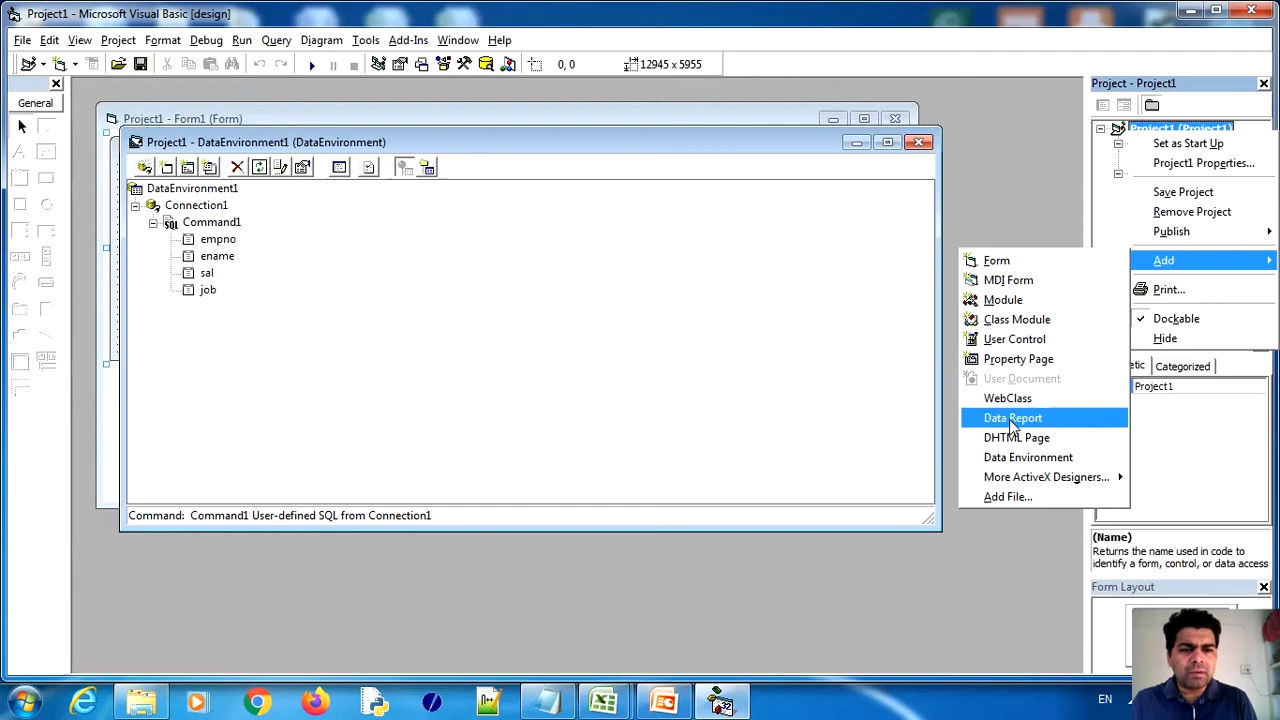 Project1 - Microsoft Visual Basic [design]
File Edit View Project Format Debug Run Query Diagram Tools Add-Ins Window Help
0, 0
12945 x 5955
General
Project1 - Form1 (Form)
Project1 - DataEnvironment1 (DataEnvironment)
DataEnvironment1
Connection1
SQL Command1
empno
ename
sal
job
Command: Command1 User-defined SQL from Connection1
Form
MDI Form
Module
Class Module
User Control
Property Page
User Document
WebClass
Data Report
DHTML Page
Data Environment
More ActiveX Designers...
Add File...
Project - Project1
Project1 (Project1)
Set as Start Up
Project1 Properties...
Save Project
Remove Project
Publish
Add
Print...
Dockable
Hide
etic Categorized
Project1
(Name)
Returns the name used in code to
identify a form, control, or data access
Form Layout
32
EN